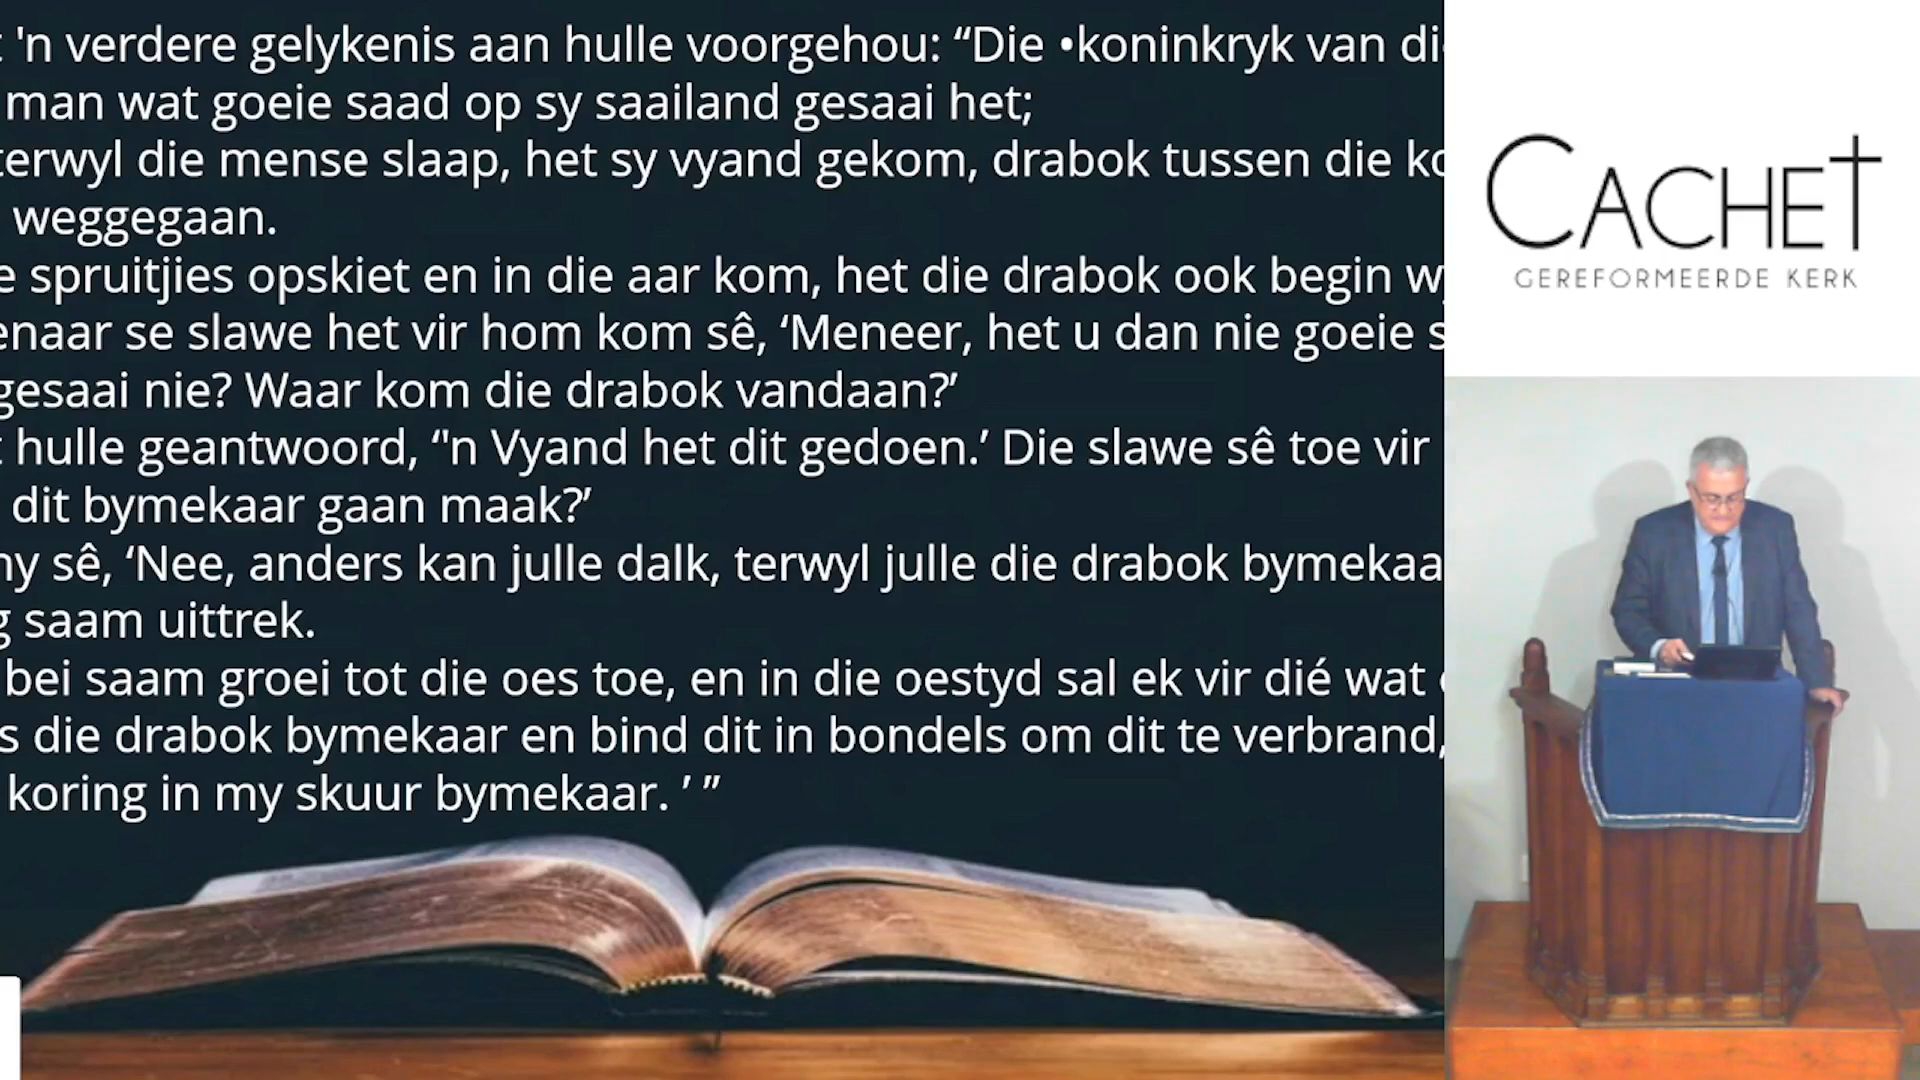 'n verdere gelykenis aan hulle voorgehou: “Die •koninkryk van
man wat goeie saad op sy saailand gesaai het;
terwyl die mense slaap, het sy vyand gekom, drabok tussen die
weggegaan.
spruitjies opskiet en in die aar kom, het die drabok ook begin
se slawe het vir hom kom sê, ‘Meneer, het u dan nie goeie
gesaai nie? Waar kom die drabok vandaan?’
hulle geantwoord, ‘'n Vyand het dit gedoen.’ Die slawe sê toe vir
dit bymekaar gaan maak?’
sê, ‘Nee, anders kan julle dalk, terwyl julle die drabok
saam uittrek.
saam groei tot die oes toe, en in die oestyd sal ek vir dié wat
die drabok bymekaar en bind dit in bondels om dit te verbrand,
koring in my skuur bymekaar. ’ ”
CACHET
GEREFORMEERDE KERK